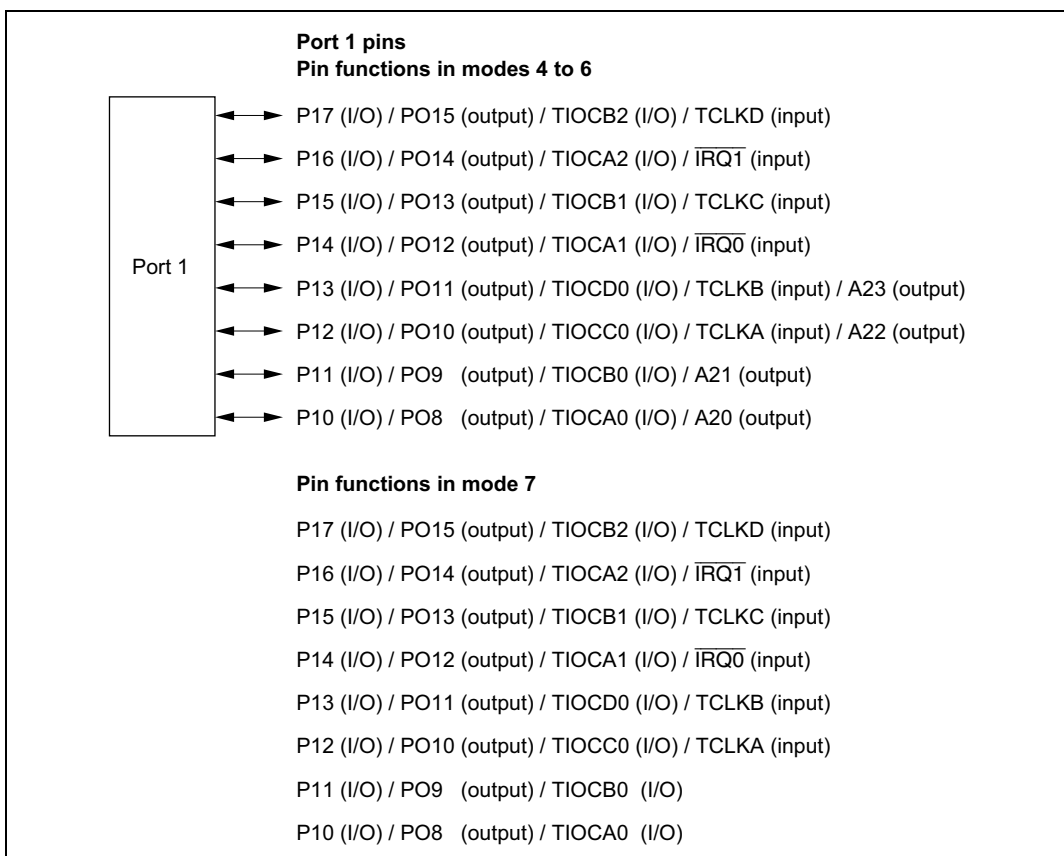 Port 1 pins
Pin functions in modes 4 to 6
P17 (I/O) / PO15 (output) / TIOCB2 (I/O) / TCLKD (input)
P16 (I/O) / PO14 (output) / TIOCA2 (I/O) / I̅R̅Q̅1̅ (input)
P15 (I/O) / PO13 (output) / TIOCB1 (I/O) / TCLKC (input)
P14 (I/O) / PO12 (output) / TIOCA1 (I/O) / I̅R̅Q̅0̅ (input)
Port 1
P13 (I/O) / PO11 (output) / TIOCD0 (I/O) / TCLKB (input) / A23 (output)
P12 (I/O) / PO10 (output) / TIOCC0 (I/O) / TCLKA (input) / A22 (output)
P11 (I/O) / PO9 (output) / TIOCB0 (I/O) / A21 (output)
P10 (I/O) / PO8 (output) / TIOCA0 (I/O) / A20 (output)
Pin functions in mode 7
P17 (I/O) / PO15 (output) / TIOCB2 (I/O) / TCLKD (input)
P16 (I/O) / PO14 (output) / TIOCA2 (I/O) / I̅R̅Q̅1̅ (input)
P15 (I/O) / PO13 (output) / TIOCB1 (I/O) / TCLKC (input)
P14 (I/O) / PO12 (output) / TIOCA1 (I/O) / I̅R̅Q̅0̅ (input)
P13 (I/O) / PO11 (output) / TIOCD0 (I/O) / TCLKB (input)
P12 (I/O) / PO10 (output) / TIOCC0 (I/O) / TCLKA (input)
P11 (I/O) / PO9 (output) / TIOCB0 (I/O)
P10 (I/O) / PO8 (output) / TIOCA0 (I/O)